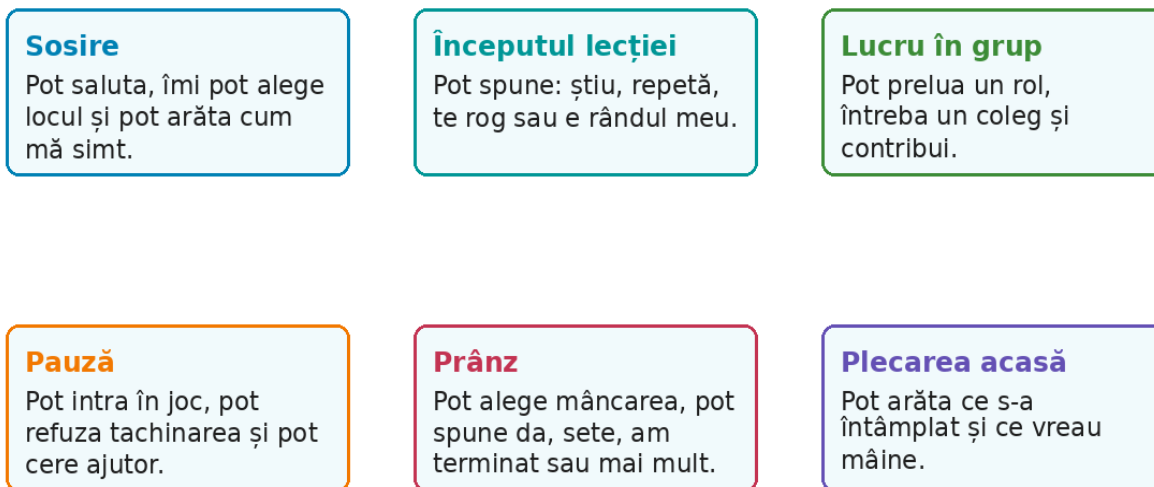 Sosire
Pot saluta, îmi pot alege
locul și pot arăta cum
mă simt.
Începutul lecției
Pot spune: știu, repetă,
te rog sau e rândul meu.
Lucru în grup
Pot prelua un rol,
întreba un coleg și
contribui.
Pauză
Pot intra în joc, pot
refuza tachinarea și pot
cere ajutor.
Prânz
Pot alege mâncarea, pot
spune da, sete, am
terminat sau mai mult.
Plecarea acasă
Pot arăta ce s-a
întâmplat și ce vreau
mâine.